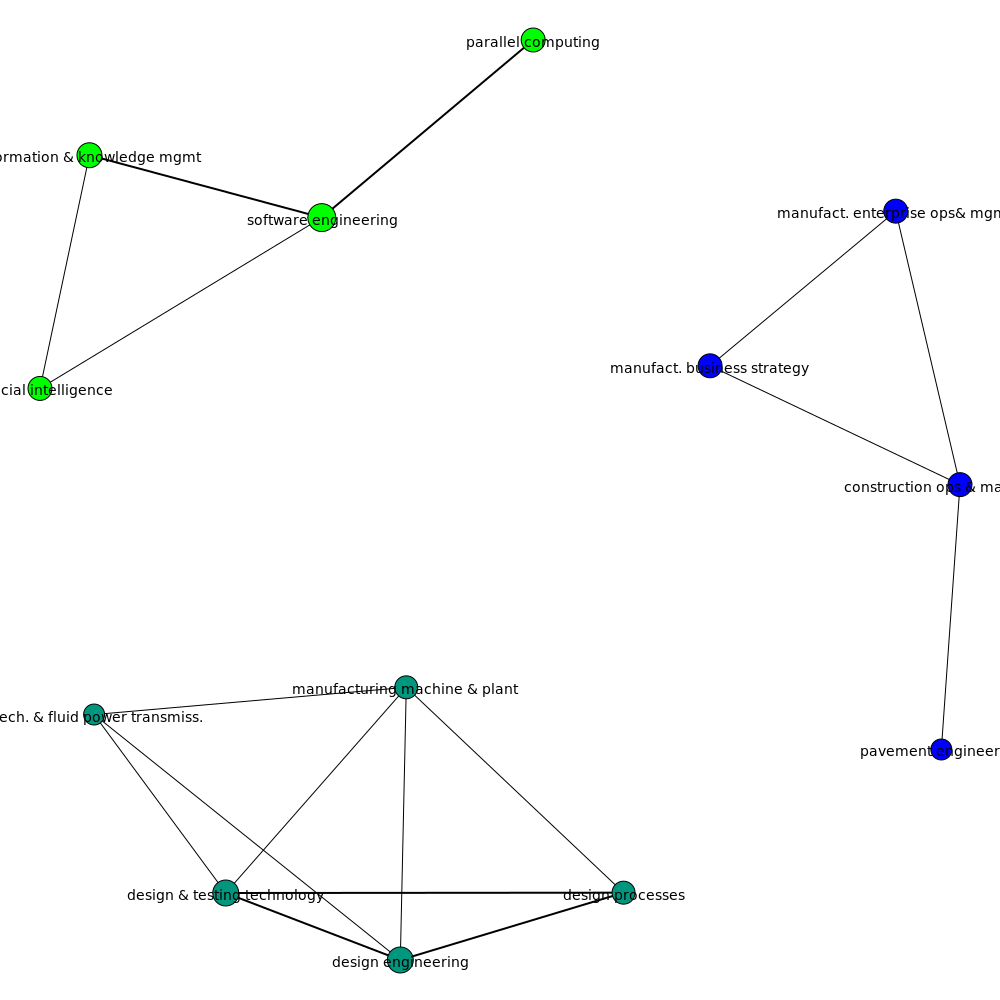 parallel computing
ormation & knowledge mgmt
software engineering
manufact. enterprise ops& mgm
manufact. business strategy
cial intelligence
construction ops & ma
manufacturing machine & plant
ech. & fluid power transmiss.
pavement engineer
design & testing technology
design processes
design engineering